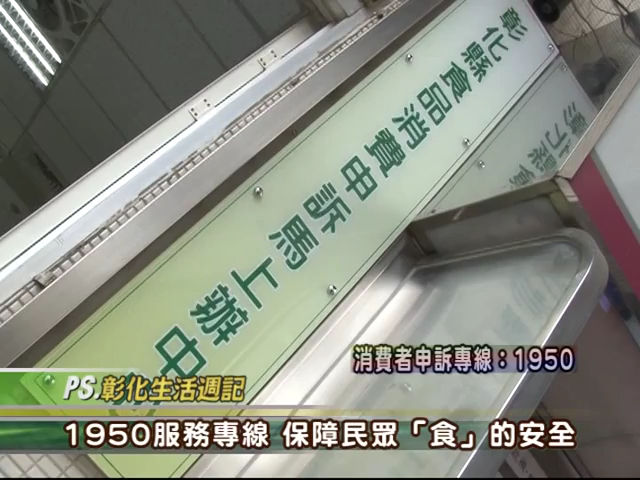 彰化縣食品消費申訴馬上辦中
消費者申訴專線：1950
PS.彰化生活週記
1950服務專線 保障民眾「食」的安全